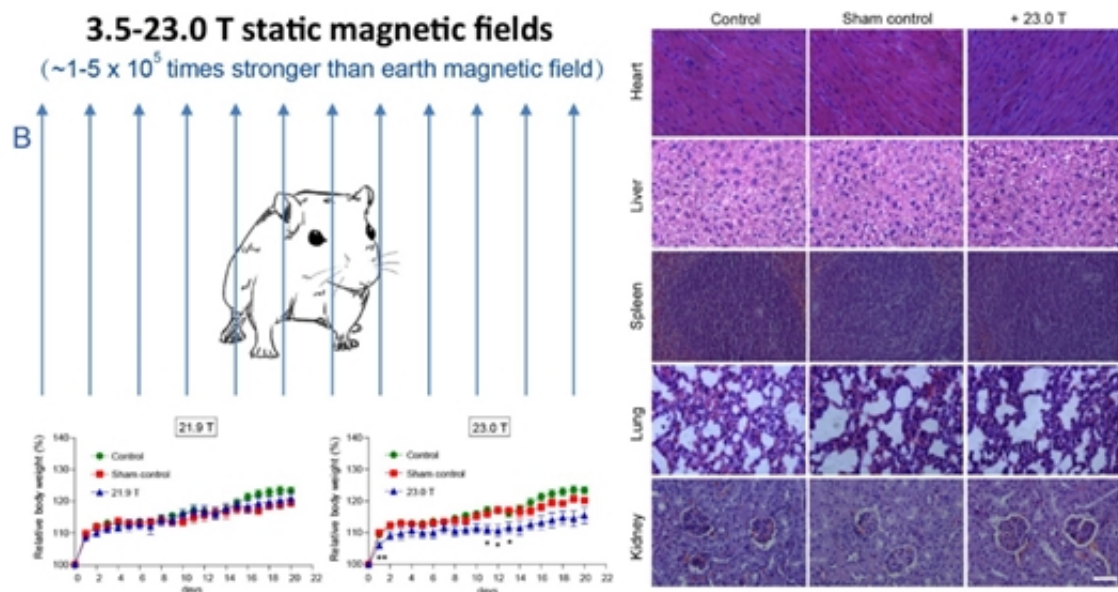 3.5-23.0 T static magnetic fields
(~1-5 x 10⁵ times stronger than earth magnetic field)
B
21.9 T
Relative body weight (%)
140
130
120
110
100
Control
Sham control
21.9 T
0 2 4 6 8 10 12 14 16 18 20 22
days
23.0 T
Relative body weight (%)
140
130
120
110
100
Control
Sham control
23.0 T
**
* * *
0 2 4 6 8 10 12 14 16 18 20 22
days
Control Sham control + 23.0 T
Heart
Liver
Spleen
Lung
Kidney